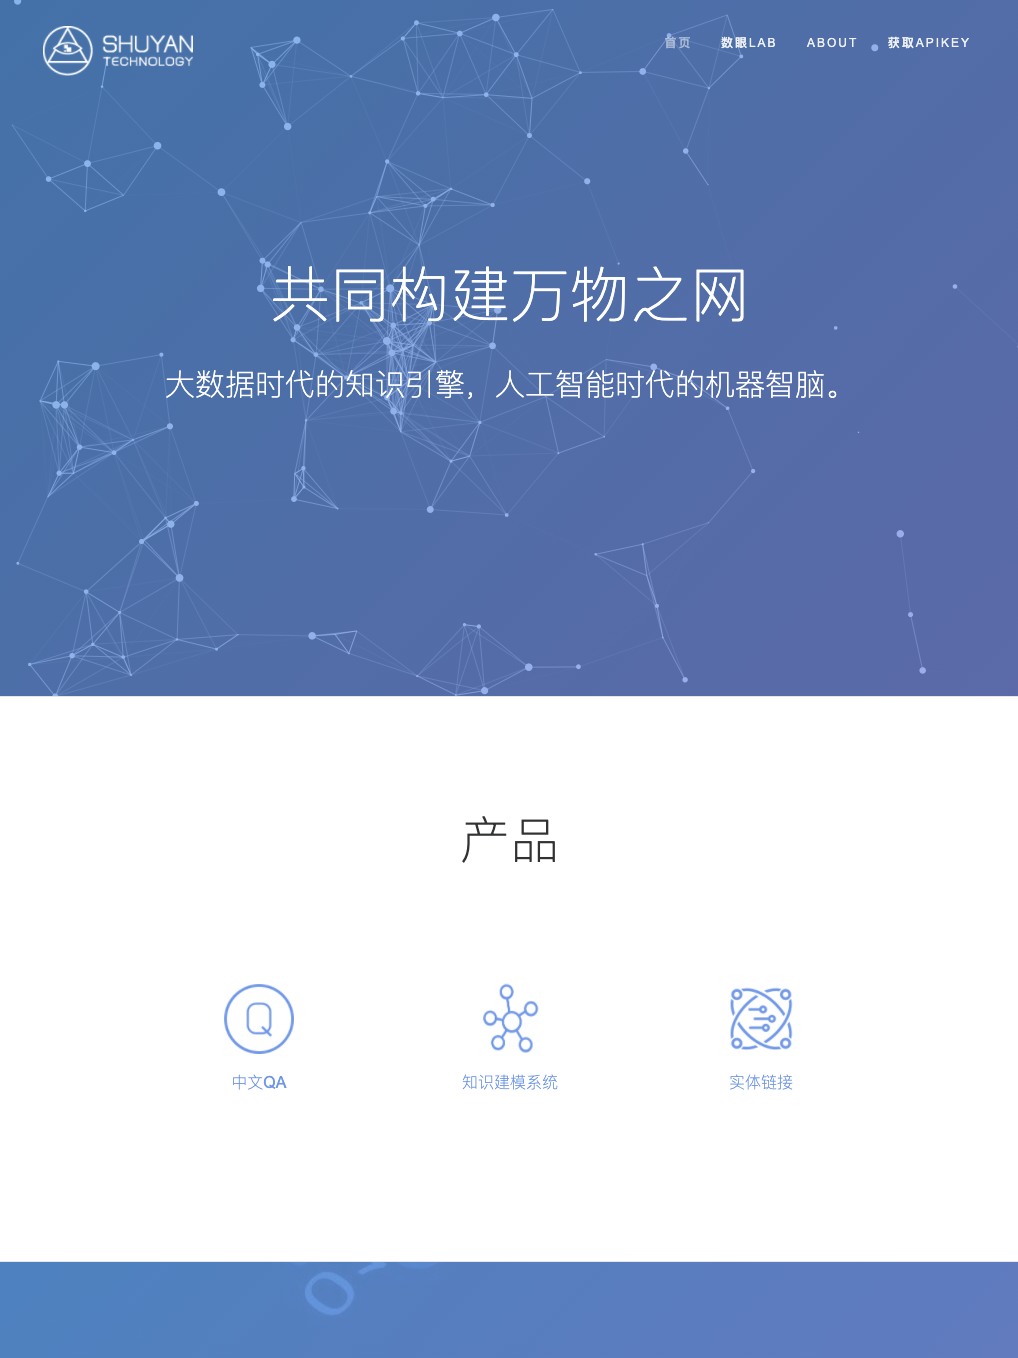 SHUYAN
TECHNOLOGY
首页 数眼LAB ABOUT 获取APIKEY
共同构建万物之网
大数据时代的知识引擎，人工智能时代的机器智脑。
产品
Q
中文QA 知识建模系统 实体链接